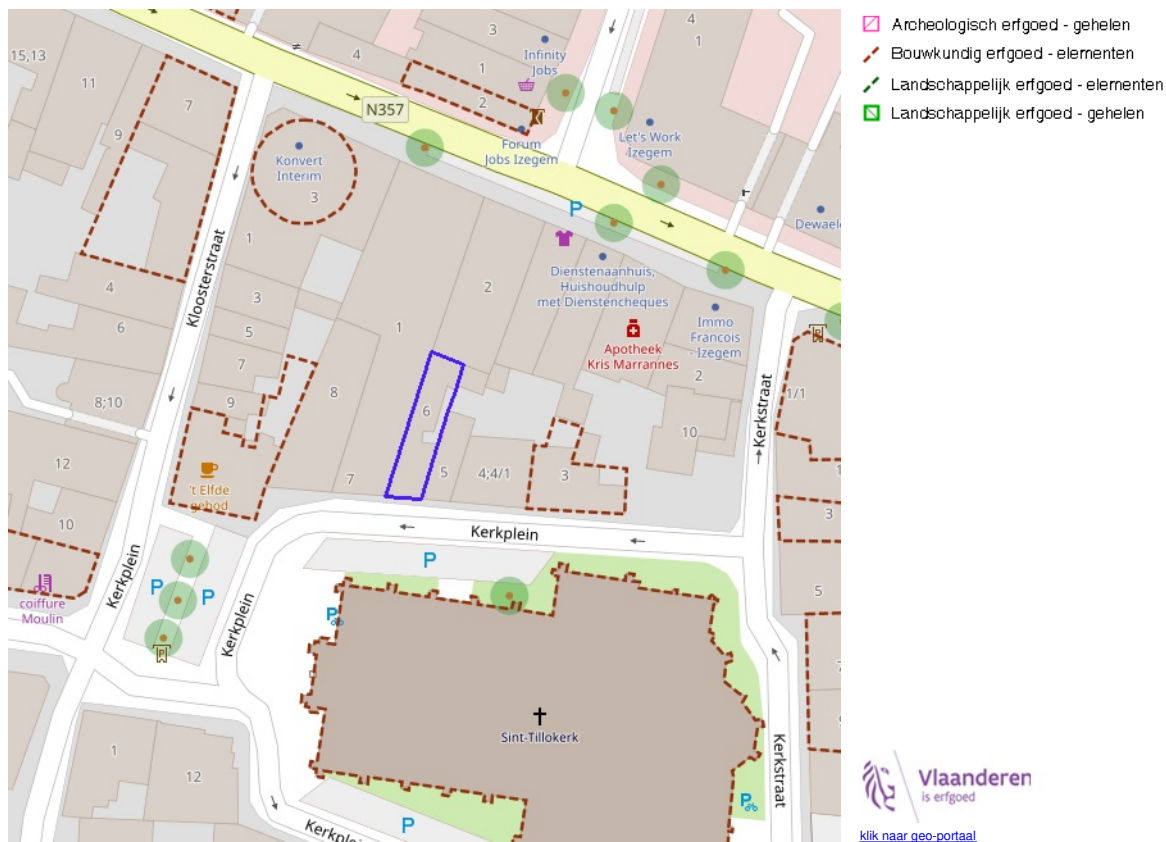 Archeologisch erfgoed - gehelen
Bouwkundig erfgoed - elementen
Landschappelijk erfgoed - elementen
Landschappelijk erfgoed - gehelen
15,13
11
7
9
4
3
1
2
Infinity
Jobs
N357
Forum
Jobs Izegem
4
1
Let's Work
Izegem
Dewael
Konvert
Interim
3
Kloosterstraat
1
3
5
7
9
4
6
8;10
12
10
P
2
1
8
7
6
5
4;4/1
3
Dienstenaanhuis,
Huishoudhulp
met Dienstencheques
Apotheek
Kris Marrannes
Immo
Francois
Izegem
2
10
Kerkstraat
P
1/1
1
3
5
7
't Elfde
gebod
coiffure
Moulin
Kerkplein
P
P
P
Kerkplein
Kerkplein
P
P
Sint-Tillokerk
Kerkstraat
P
1
12
Kerkplein
P
Vlaanderen
is erfgoed
klik naar geo-portaal